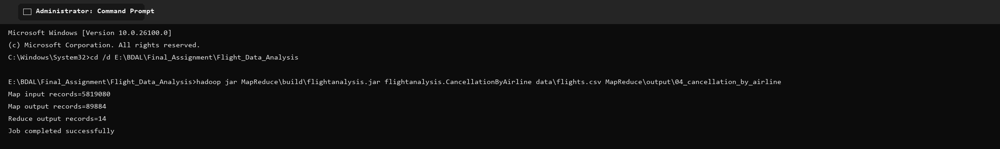 Administrator: Command Prompt
Microsoft Windows [Version 10.0.26100.0]
(c) Microsoft Corporation. All rights reserved.
C:\Windows\System32>cd /d E:\BDAL\Final_Assignment\Flight_Data_Analysis
E:\BDAL\Final_Assignment\Flight_Data_Analysis>hadoop jar MapReduce\build\flightanalysis.jar flightanalysis.CancellationByAirline data\flights.csv MapReduce\output\04_cancellation_by_airline
Map input records=5819080
Map output records=89884
Reduce output records=14
Job completed successfully